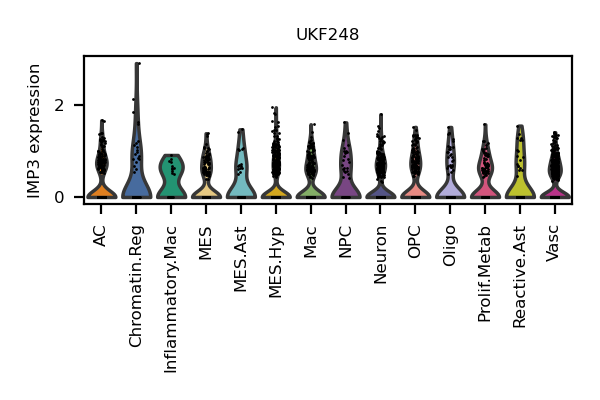 UKF248
IMP3 expression
2
0
AC
Chromatin.Reg
Inflammatory.Mac
MES
MES.Ast
MES.Hyp
Mac
NPC
Neuron
OPC
Oligo
Prolif.Metab
Reactive.Ast
Vasc